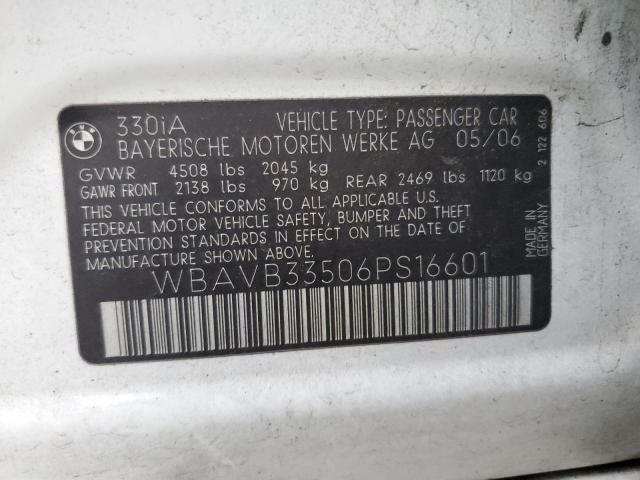 BMW
330iA VEHICLE TYPE: PASSENGER CAR
BAYERISCHE MOTOREN WERKE AG 05/06
GVWR 4508 lbs 2045 kg
GAWR FRONT 2138 lbs 970 kg REAR 2469 lbs 1120 kg
THIS VEHICLE CONFORMS TO ALL APPLICABLE
FEDERAL MOTOR VEHICLE SAFETY, BUMPER AND THEFT
PREVENTION STANDARDS IN EFFECT ON THE DATE OF
MANUFACTURE SHOWN ABOVE.
WBAVB33506PS16601
2 122 606
MADE IN
GERMANY